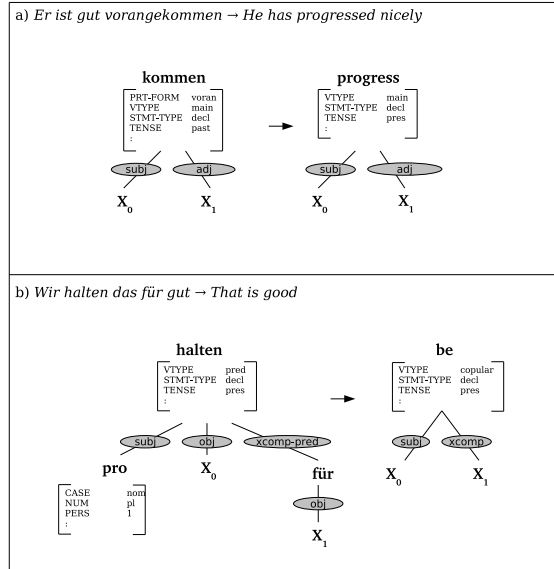 a) Er ist gut vorangekommen → He has progressed nicely
kommen progress
PRT-FORM voran VTYPE main
VTYPE main STMT-TYPE decl
STMT-TYPE decl TENSE pres
TENSE past :
:
subj adj subj adj
X0 X1 X0 X1
b) Wir halten das für gut → That is good
halten be
VTYPE pred VTYPE copular
STMT-TYPE decl STMT-TYPE decl
TENSE pres TENSE pres
: :
subj obj xcomp-pred subj xcomp
pro X0 für X0 X1
CASE nom
NUM pl
PERS 1
:
obj
X1